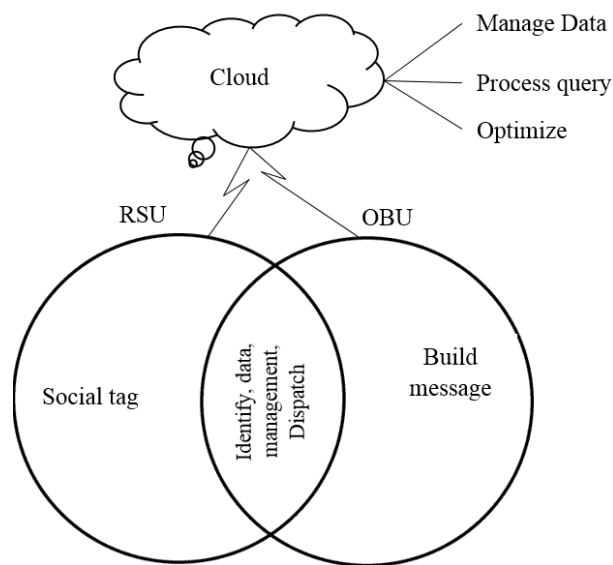 Manage Data
Cloud
Process query
Optimize
RSU
OBU
Social tag
Identify, data,
management,
Dispatch
Build
message